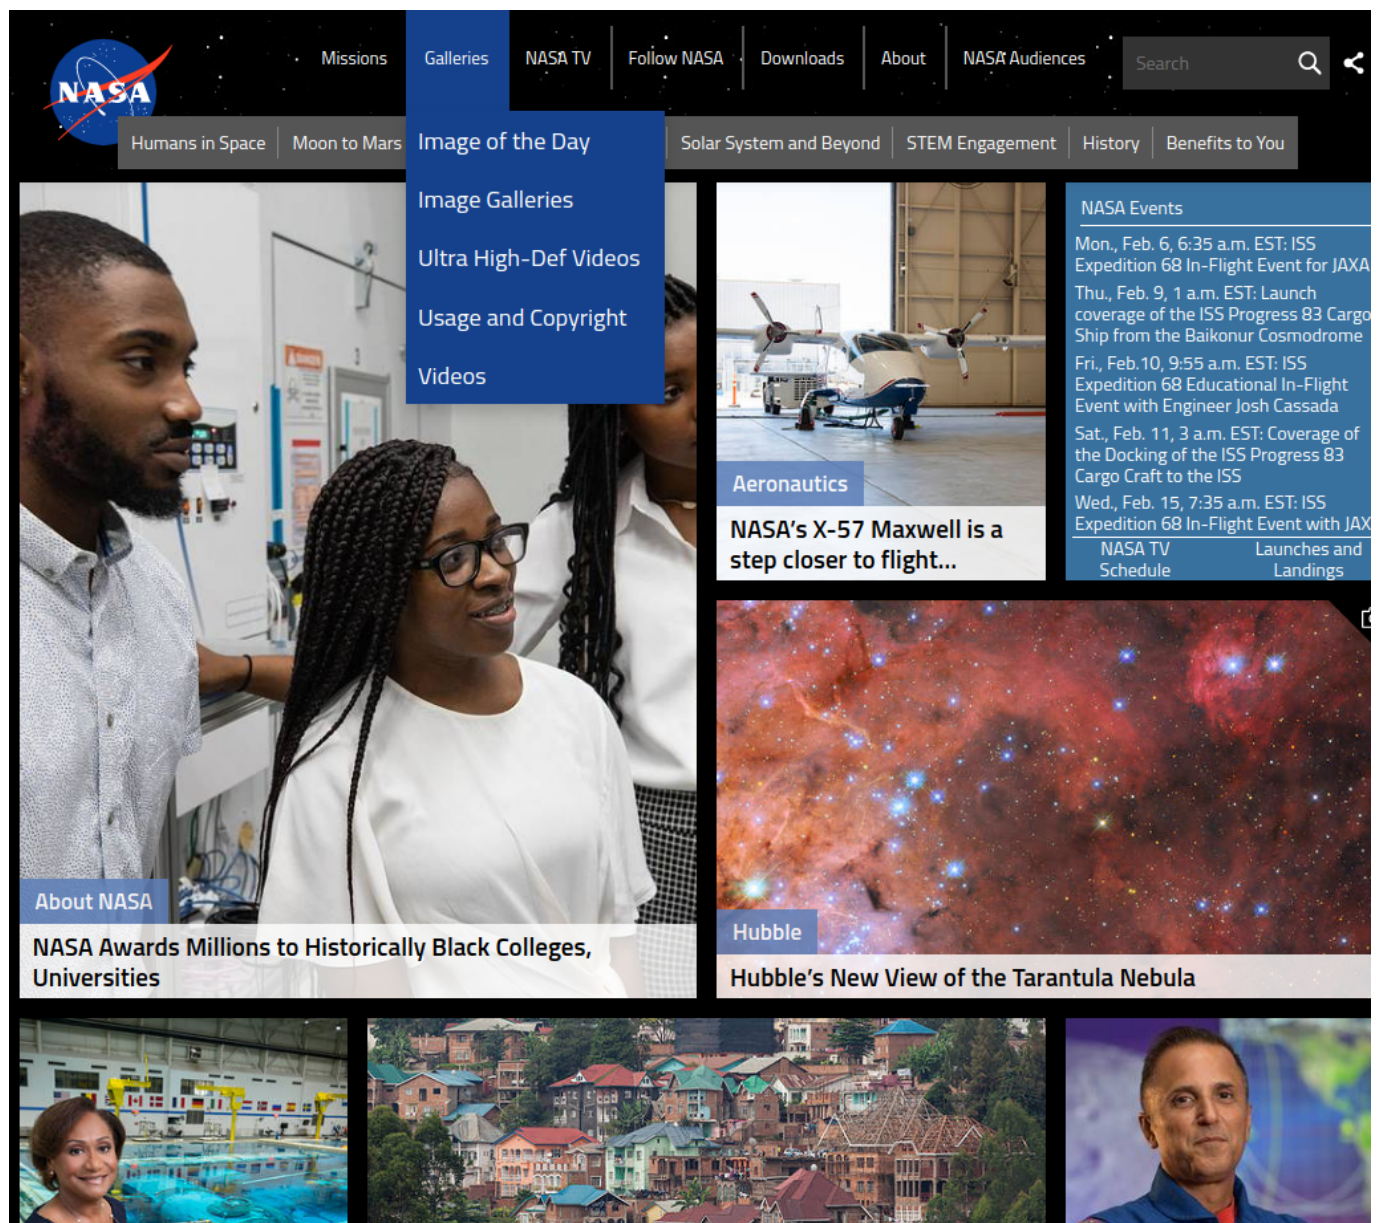 NASA
Missions
Galleries
NASA TV
Follow NASA
Downloads
About
NASA Audiences
Search
Humans in Space
Moon to Mars
Solar System and Beyond
STEM Engagement
History
Benefits to You
Image of the Day
Image Galleries
Ultra High-Def Videos
Usage and Copyright
Videos
DANGER
About NASA
NASA Awards Millions to Historically Black Colleges,
Universities
Aeronautics
NASA's X-57 Maxwell is a
step closer to flight...
NASA Events
Mon., Feb. 6, 6:35 a.m. EST: ISS
Expedition 68 In-Flight Event for JAXA
Thu., Feb. 9, 1 a.m. EST: Launch
coverage of the ISS Progress 83 Cargo
Ship from the Baikonur Cosmodrome
Fri., Feb.10, 9:55 a.m. EST: ISS
Expedition 68 Educational In-Flight
Event with Engineer Josh Cassada
Sat., Feb. 11, 3 a.m. EST: Coverage of
the Docking of the ISS Progress 83
Cargo Craft to the ISS
Wed., Feb. 15, 7:35 a.m. EST: ISS
Expedition 68 In-Flight Event with JAX
NASA TV
Schedule
Launches and
Landings
Hubble
Hubble's New View of the Tarantula Nebula